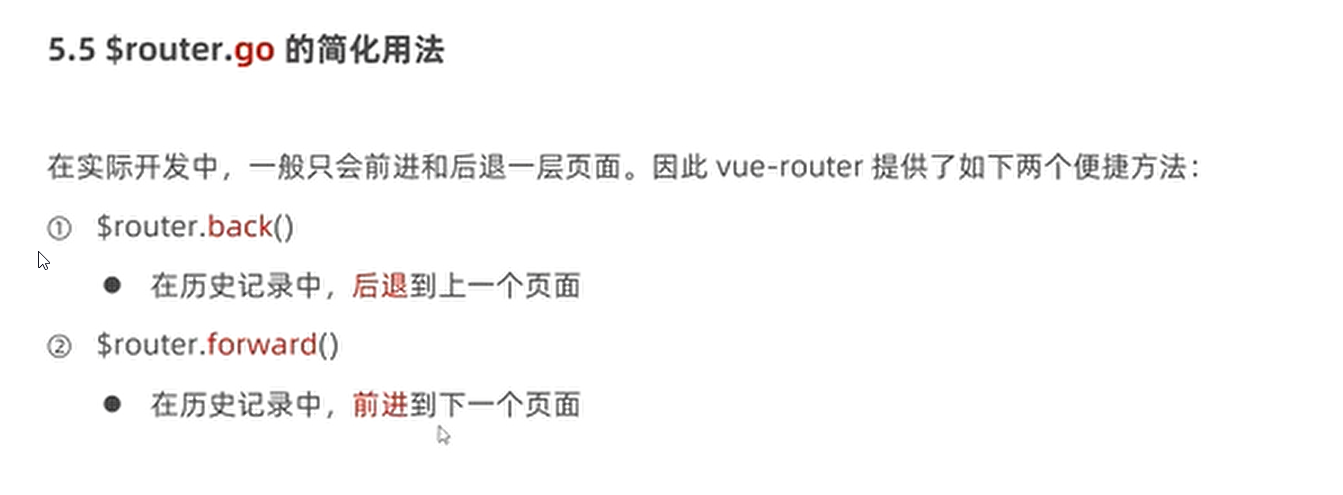 5.5 $router.go 的简化用法
在实际开发中，一般只会前进和后退一层页面。因此 vue-router 提供了如下两个便捷方法：
① $router.back()
● 在历史记录中，后退到上一个页面
② $router.forward()
● 在历史记录中，前进到下一个页面